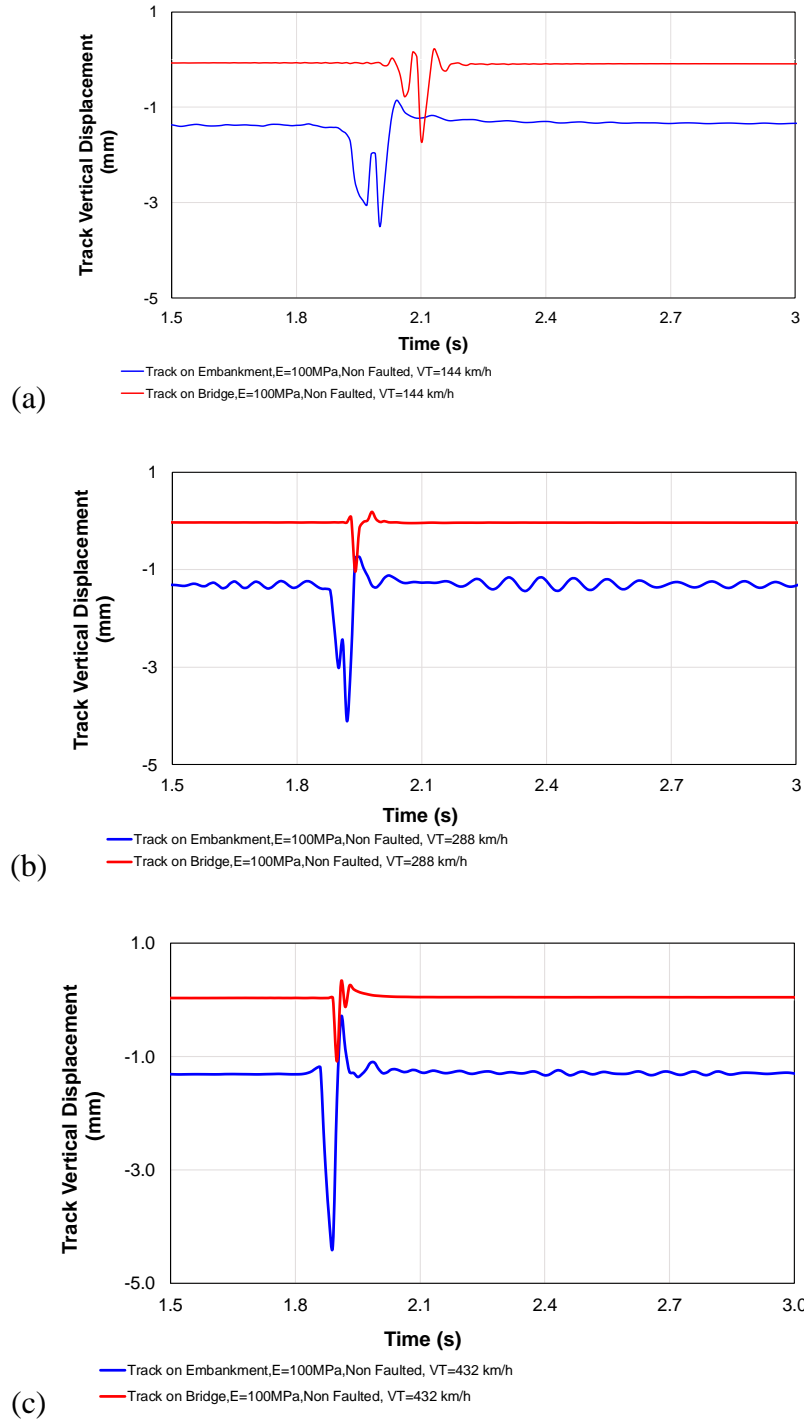 1
-1
-3
-5
Track Vertical Displacement
(mm)
1.5
1.8
2.1
2.4
2.7
3
Time (s)
Track on Embankment,E=100MPa,Non Faulted, VT=144 km/h
Track on Bridge,E=100MPa,Non Faulted, VT=144 km/h
(a)
1
-1
-3
-5
Track Vertical Displacement
(mm)
1.5
1.8
2.1
2.4
2.7
3
Time (s)
Track on Embankment,E=100MPa,Non Faulted, VT=288 km/h
Track on Bridge,E=100MPa,Non Faulted, VT=288 km/h
(b)
1.0
-1.0
-3.0
-5.0
Track Vertical Displacement
(mm)
1.5
1.8
2.1
2.4
2.7
3.0
Time (s)
Track on Embankment,E=100MPa,Non Faulted, VT=432 km/h
Track on Bridge,E=100MPa,Non Faulted, VT=432 km/h
(c)